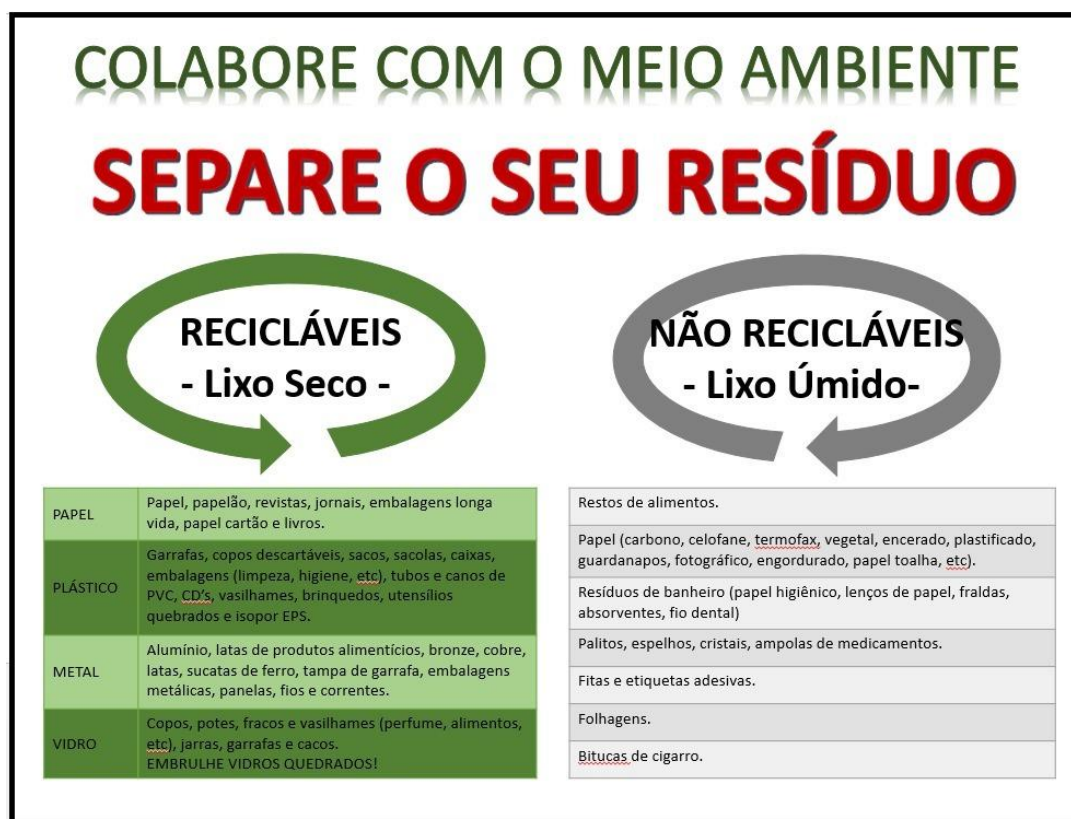 COLABORE COM O MEIO AMBIENTE
SEPARE O SEU RESÍDUO
RECICLÁVEIS
- Lixo Seco -
PAPEL
Papel, papelão, revistas, jornais, embalagens longa
vida, papel cartão e livros.
PLÁSTICO
Garrafas, copos descartáveis, sacos, sacolas, caixas,
embalagens (limpeza, higiene, etc), tubos e canos de
PVC, CD's, vasilhames, brinquedos, utensílios
quebrados e isopor EPS.
METAL
Alumínio, latas de produtos alimentícios, bronze, cobre,
latas, sucatas de ferro, tampa de garrafa, embalagens
metálicas, panelas, fios e correntes.
VIDRO
Copos, potes, fracos e vasilhames (perfume, alimentos,
etc), jarras, garrafas e cacos.
EMBRULHE VIDROS QUEDRADOS!
NÃO RECICLÁVEIS
- Lixo Úmido-
Restos de alimentos.
Papel (carbono, celofane, termofax, vegetal, encerado, plastificado,
guardanapos, fotográfico, engordurado, papel toalha, etc).
Resíduos de banheiro (papel higiênico, lenços de papel, fraldas,
absorventes, fio dental)
Palitos, espelhos, cristais, ampolas de medicamentos.
Fitas e etiquetas adesivas.
Folhagens.
Bitucas de cigarro.